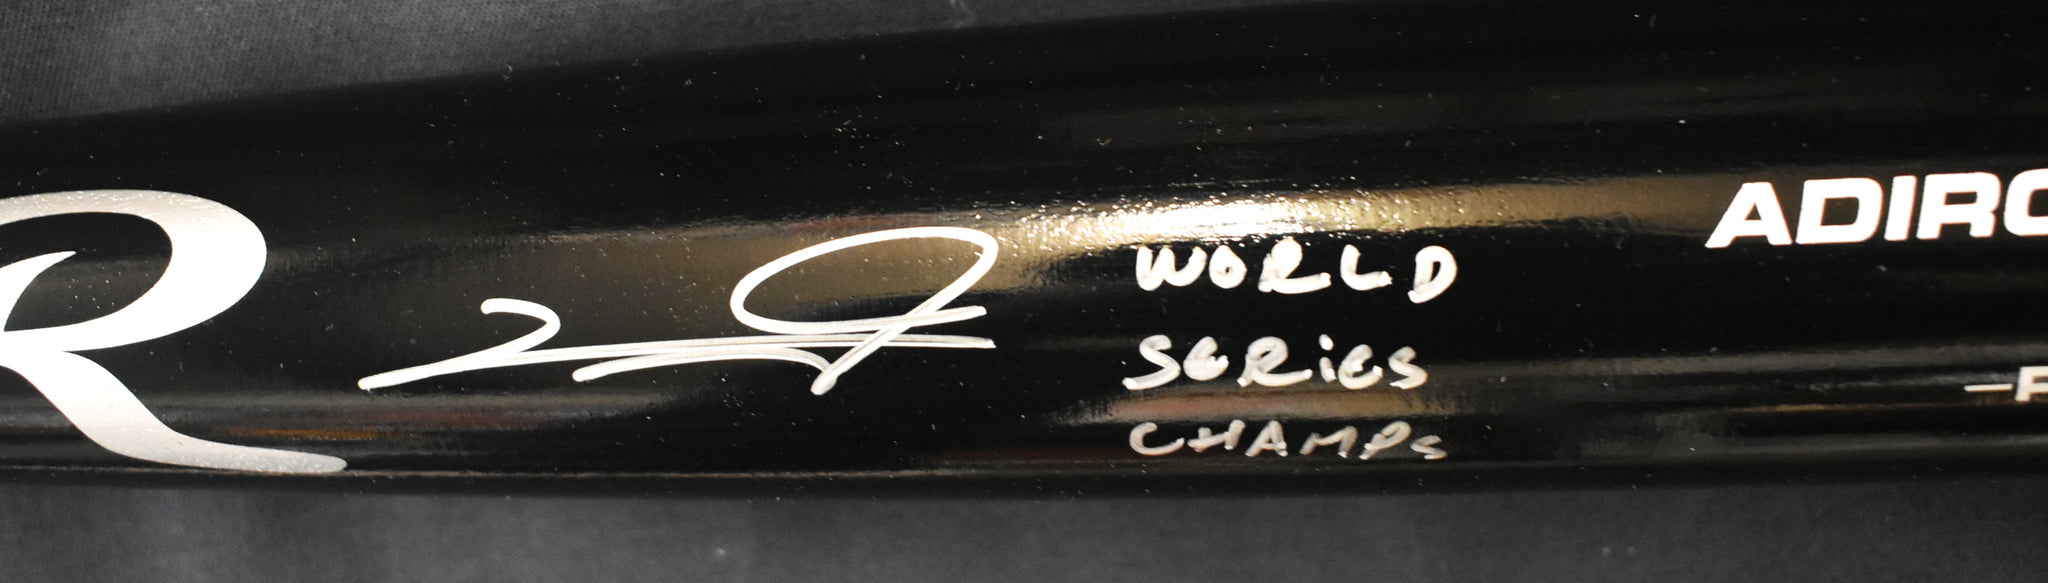 R
WORLD
SERIES
CHAMPS
ADIRO